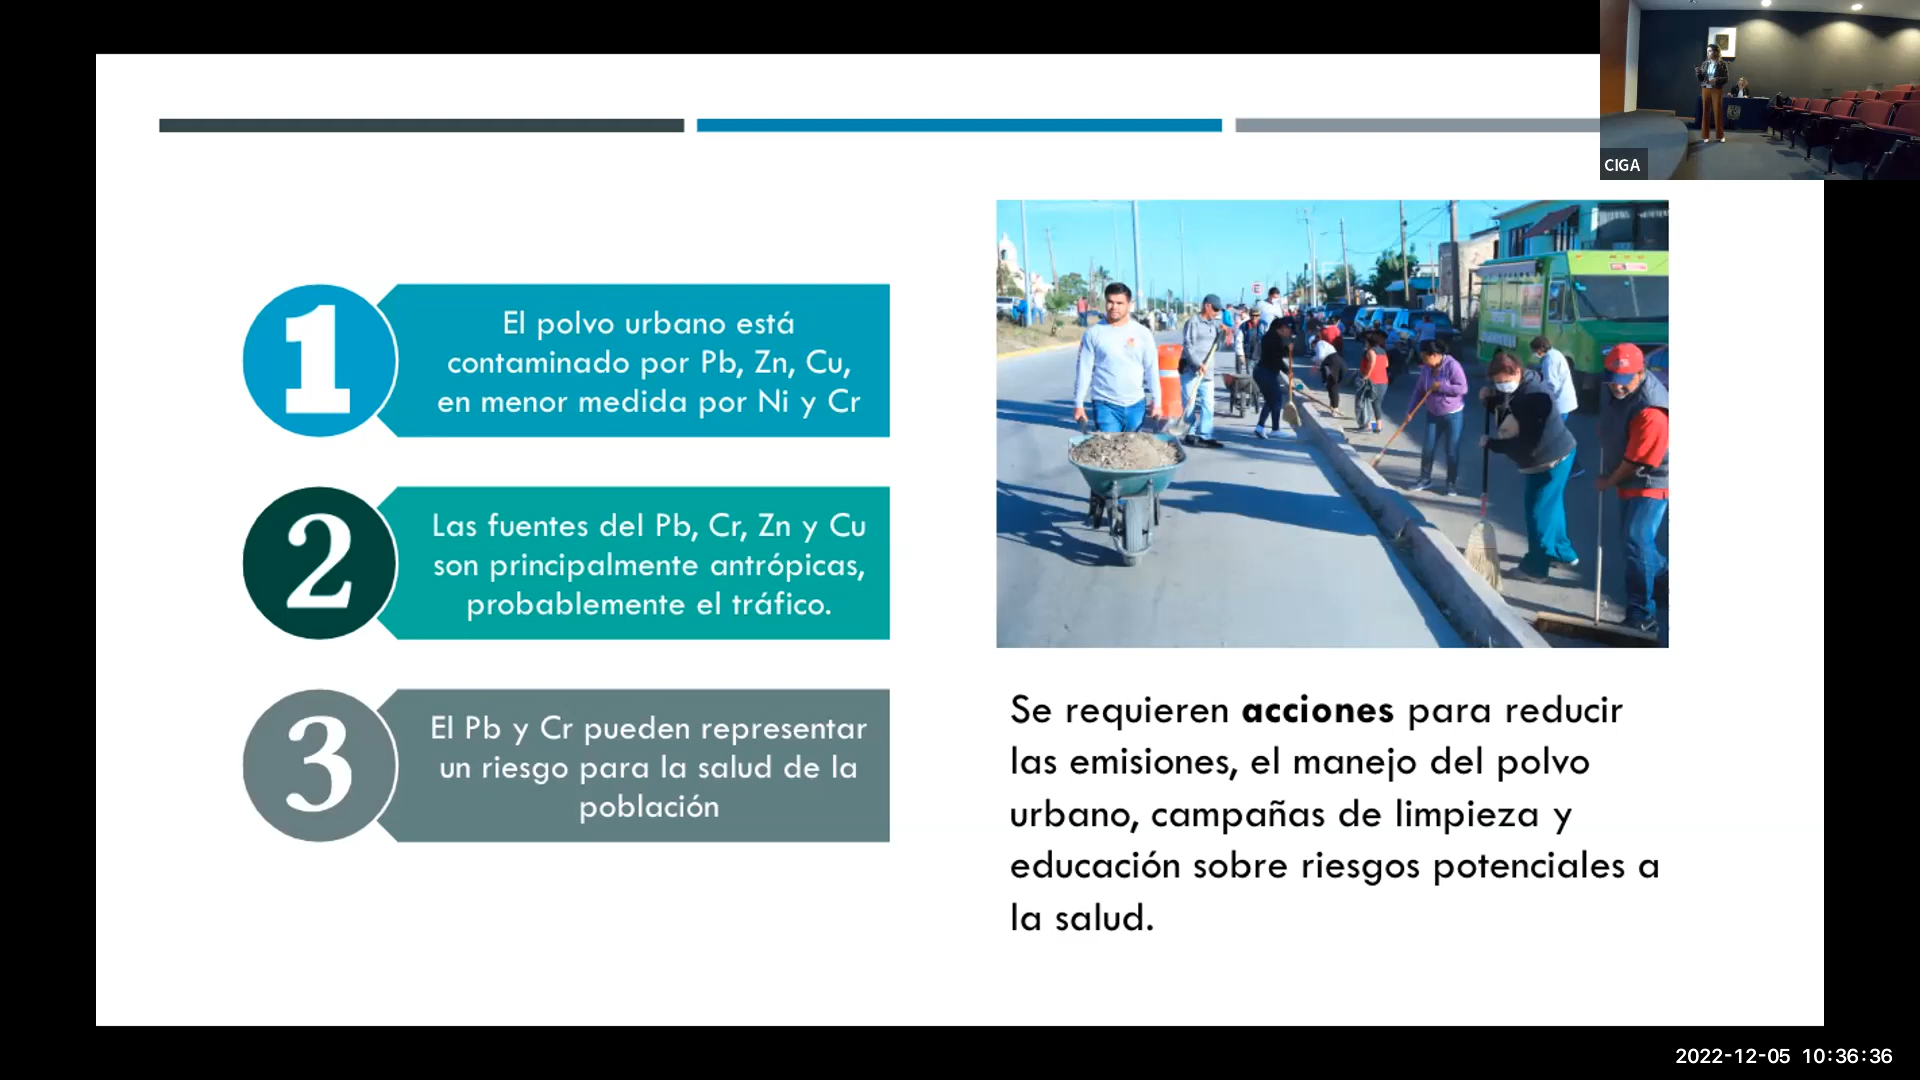 CIGA
1
El polvo urbano está
contaminado por Pb, Zn, Cu,
en menor medida por Ni y Cr
2
Las fuentes del Pb, Cr, Zn y Cu
son principalmente antrópicas,
probablemente el tráfico.
3
El Pb y Cr pueden representar
un riesgo para la salud de la
población
Se requieren acciones para reducir
las emisiones, el manejo del polvo
urbano, campañas de limpieza y
educación sobre riesgos potenciales a
la salud.
2022-12-05 10:36:36